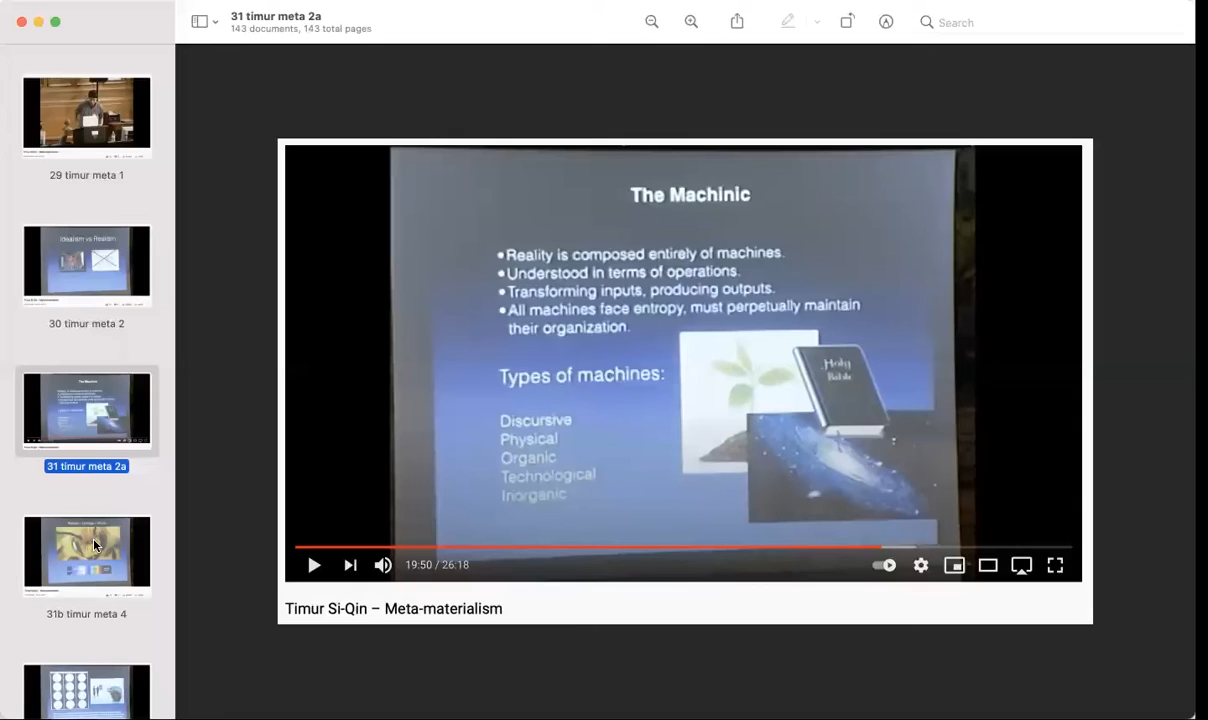 31 timur meta 2a
143 documents, 143 total pages
Search
29 timur meta 1
Idealism vs Realism
30 timur meta 2
31 timur meta 2a
31b timur meta 4
The Machinic
•Reality is composed entirely of machines.
•Understood in terms of operations.
•Transforming inputs, producing outputs.
•All machines face entropy, must perpetually maintain
their organization.
Types of machines:
Holy
Bible
Discursive
Physical
Organic
Technological
Inorganic
19:50 / 26:18
Timur Si-Qin – Meta-materialism